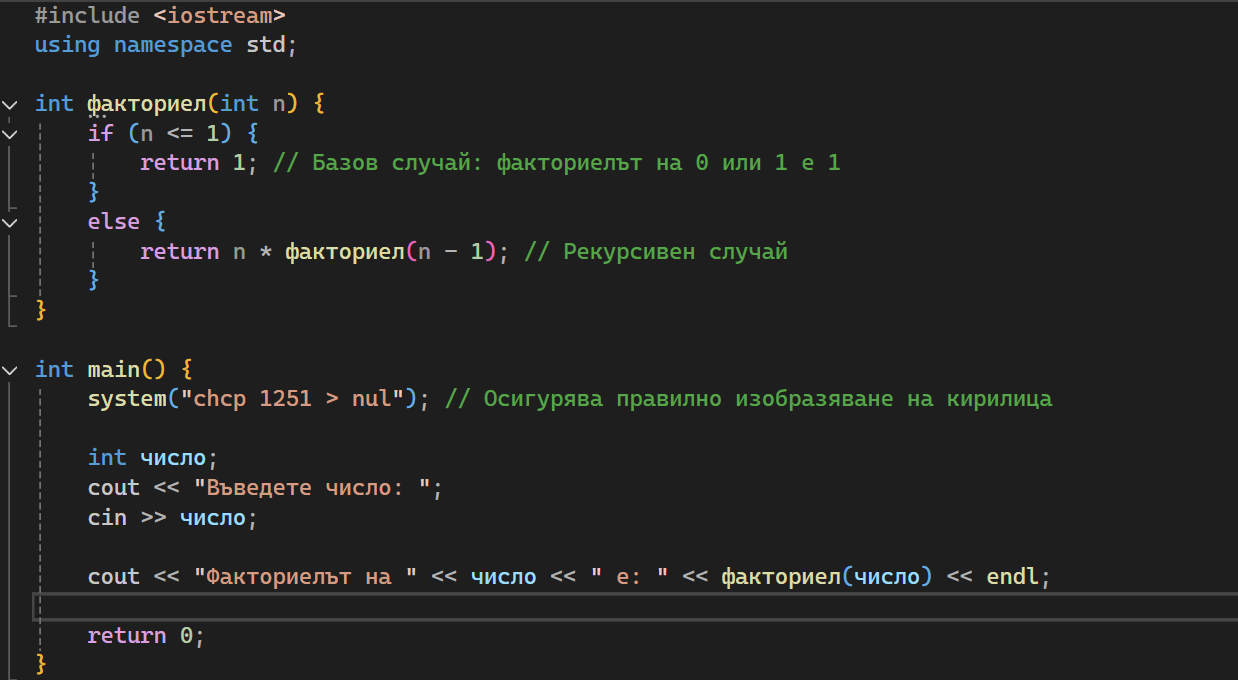 #include <iostream>
using namespace std;
int факториел(int n) {
if (n <= 1) {
return 1; // Базов случай: факториелът на 0 или 1 е 1
}
else {
return n * факториел(n - 1); // Рекурсивен случай
}
}
int main() {
system("chcp 1251 > nul"); // Осигурява правилно изобразяване на кирилица
int число;
cout << "Въведете число: ";
cin >> число;
cout << "Факториелът на " << число << " е: " << факториел(число) << endl;
return 0;
}